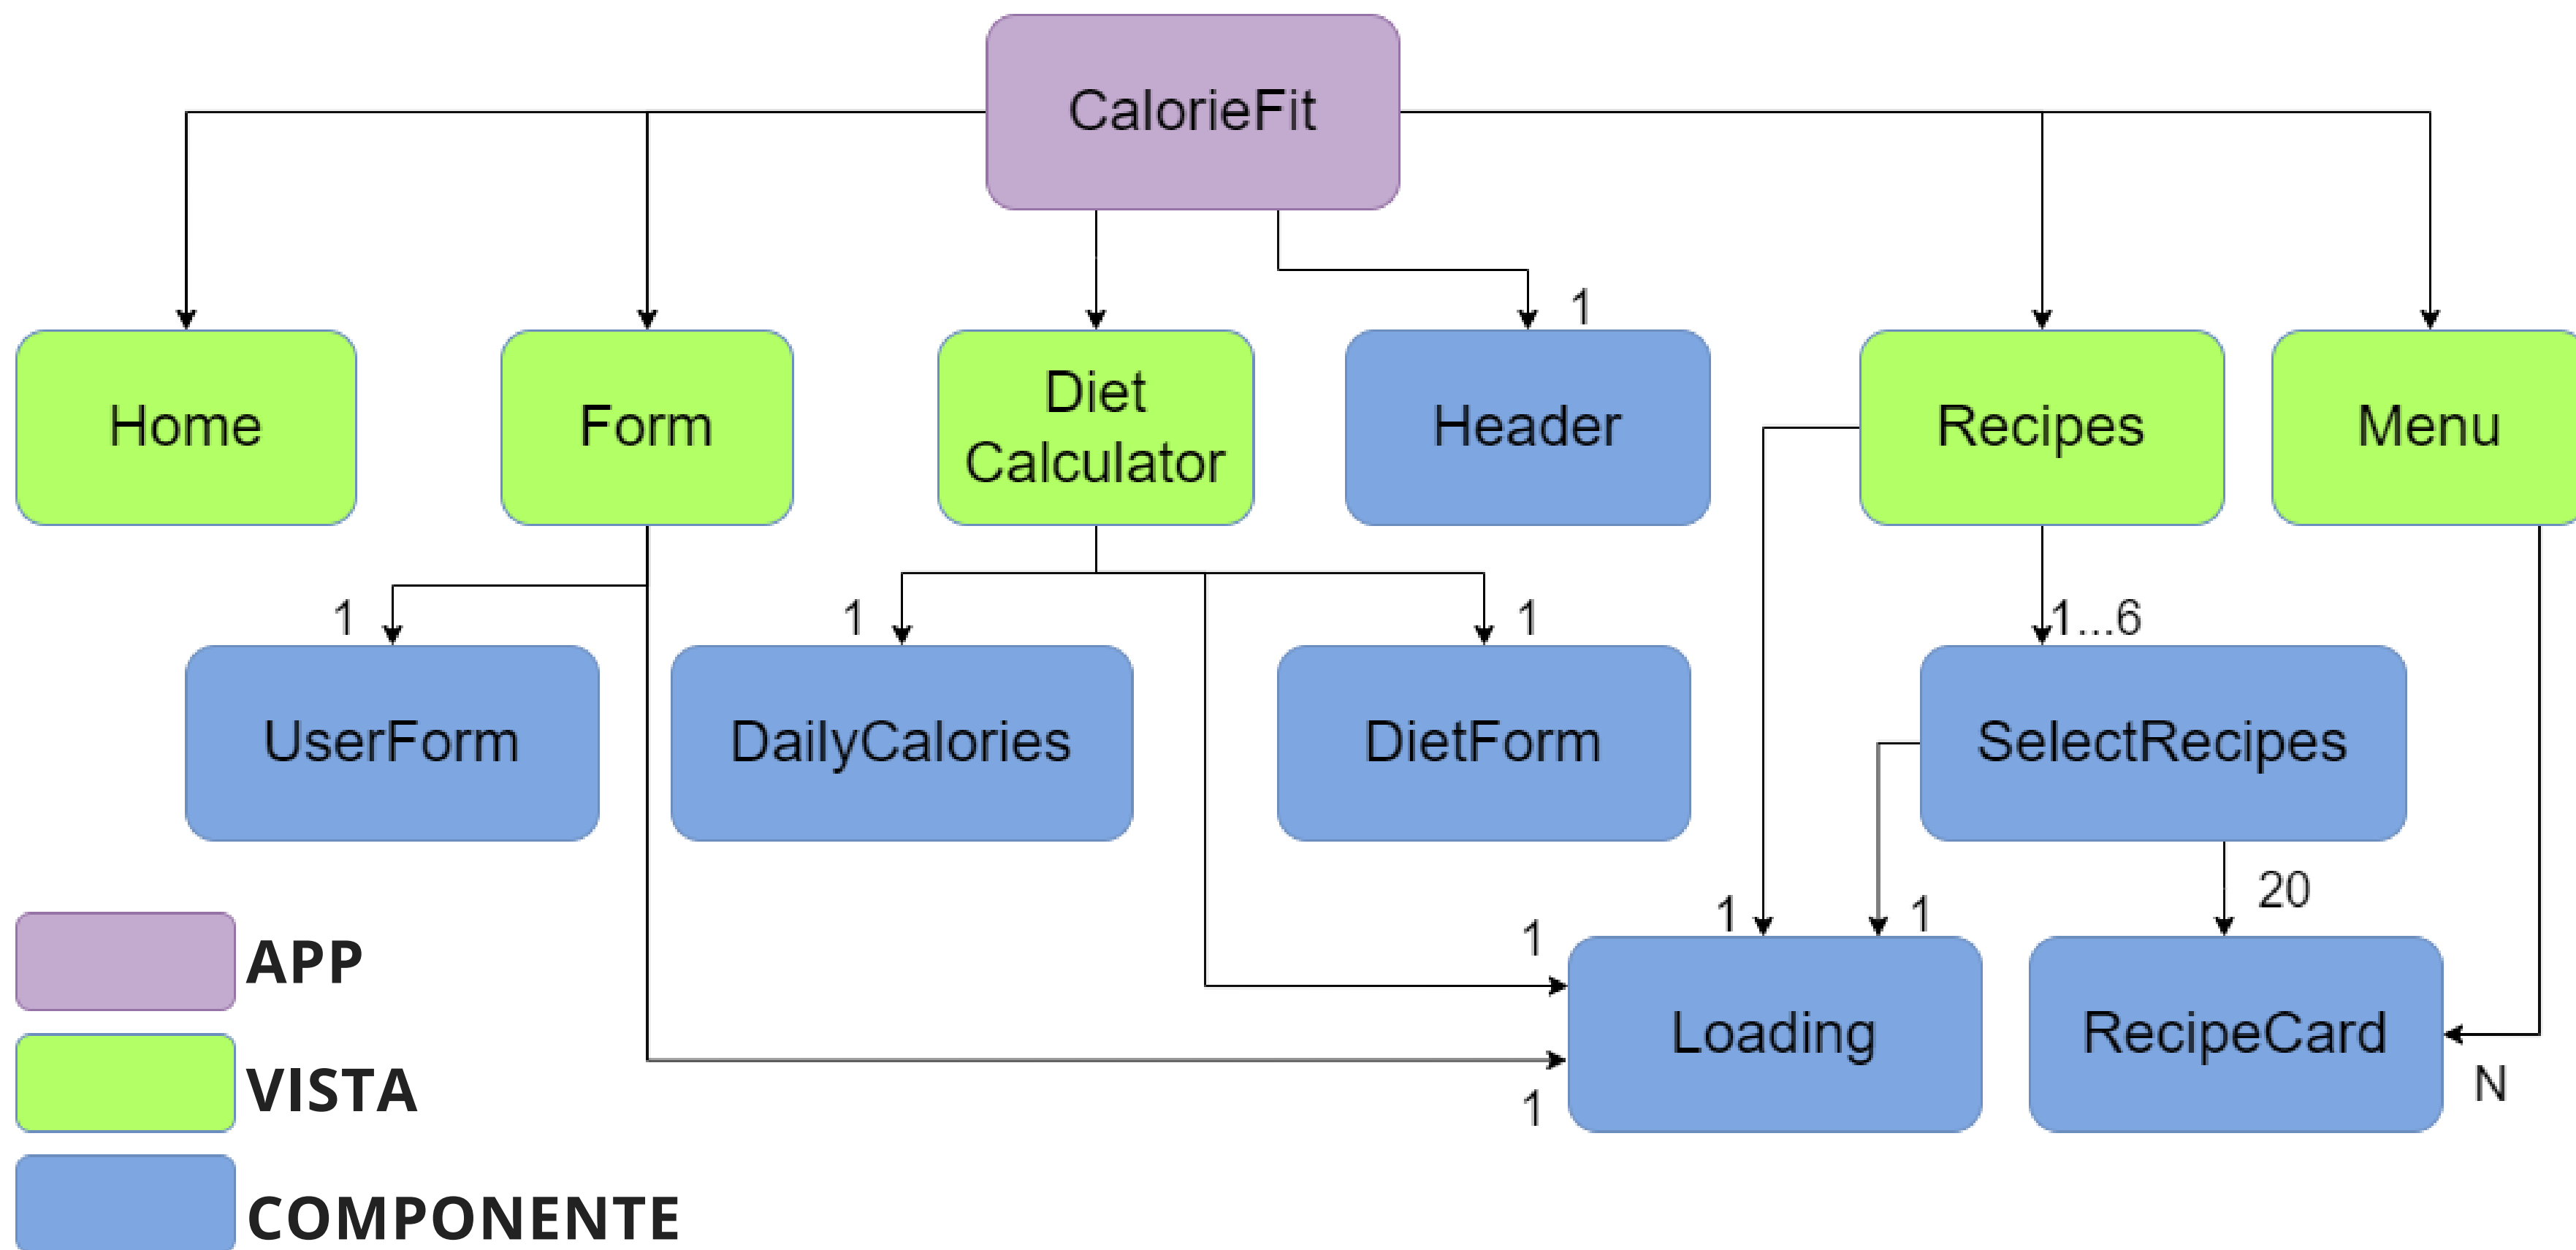 CalorieFit
1
Home
Form
Diet
Calculator
Header
Recipes
Menu
1
1
1
1...6
UserForm
DailyCalories
DietForm
SelectRecipes
20
1
1
1
APP
Loading
RecipeCard
VISTA
1
N
COMPONENTE